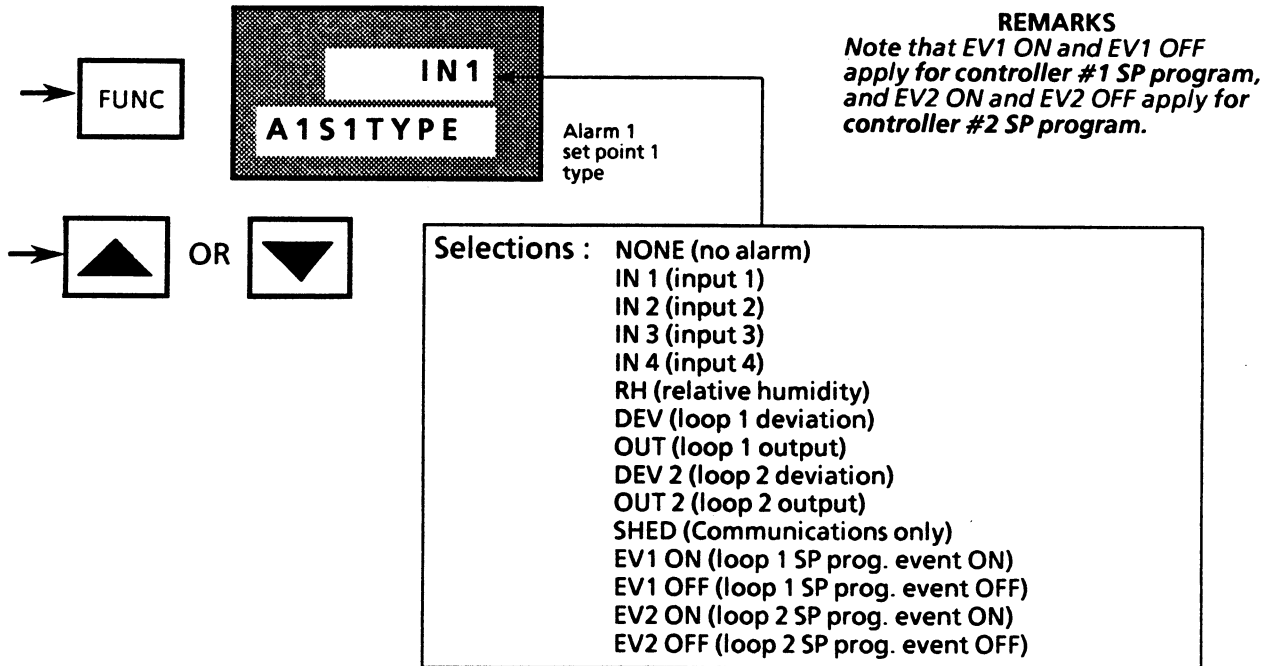 FUNC
IN1
A1S1TYPE
Alarm 1
set point 1
type
REMARKS
Note that EV1 ON and EV1 OFF
apply for controller #1 SP program,
and EV2 ON and EV2 OFF apply for
controller #2 SP program.
OR
Selections : NONE (no alarm)
IN 1 (input 1)
IN 2 (input 2)
IN 3 (input 3)
IN 4 (input 4)
RH (relative humidity)
DEV (loop 1 deviation)
OUT (loop 1 output)
DEV 2 (loop 2 deviation)
OUT 2 (loop 2 output)
SHED (Communications only)
EV1 ON (loop 1 SP prog. event ON)
EV1 OFF (loop 1 SP prog. event OFF)
EV2 ON (loop 2 SP prog. event ON)
EV2 OFF (loop 2 SP prog. event OFF)